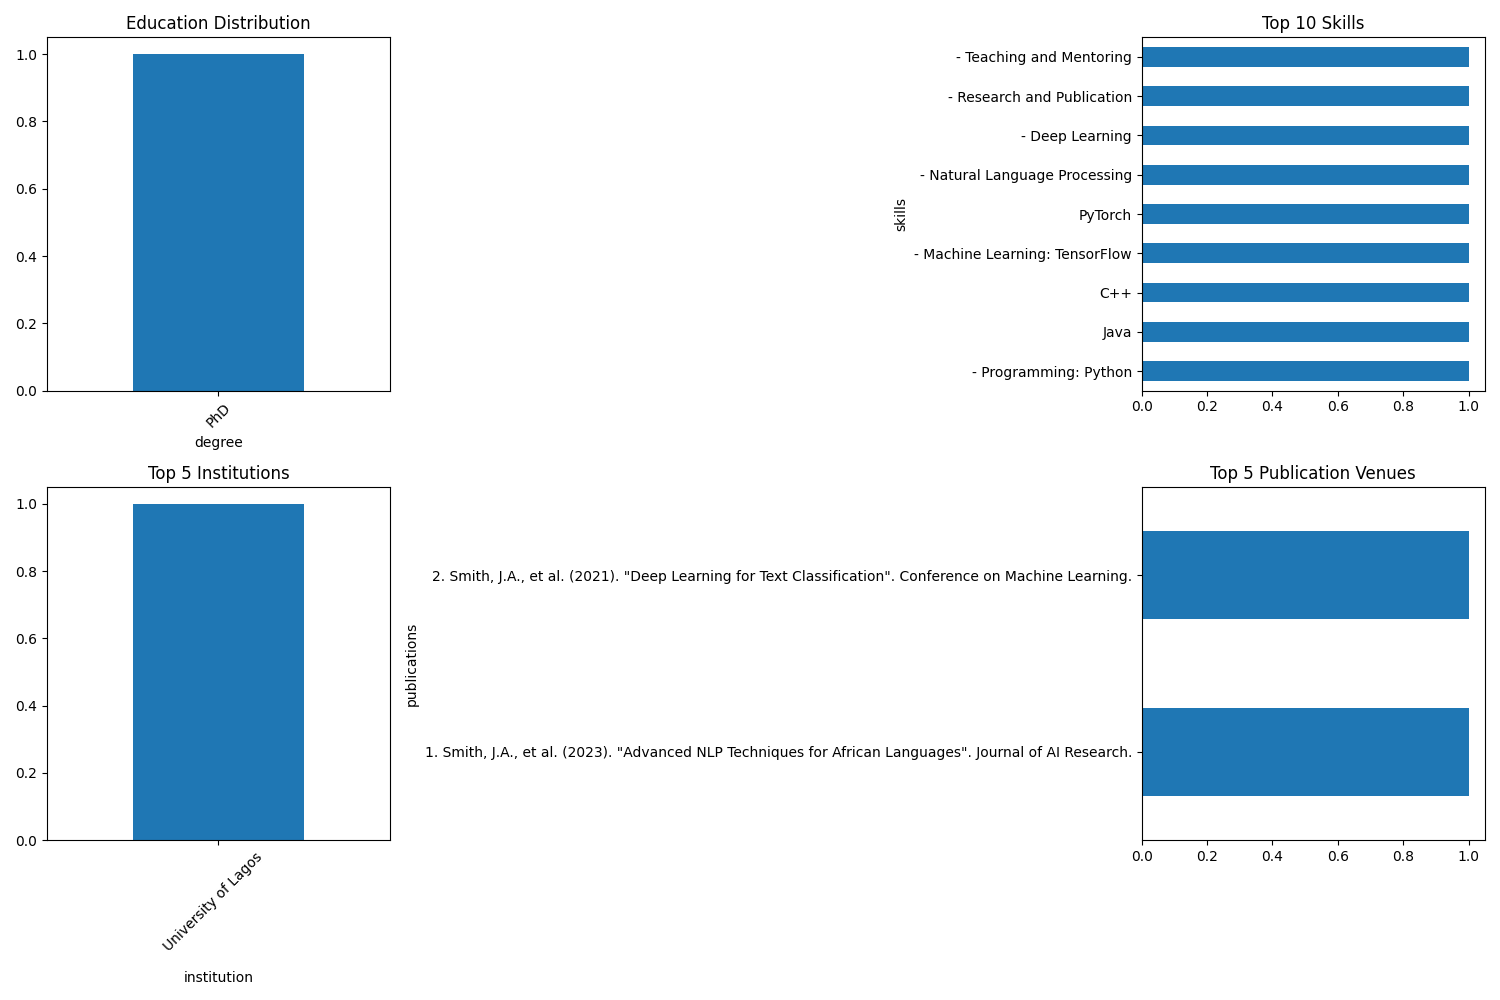 Education Distribution
1.0
0.8
0.6
0.4
0.2
0.0
PhD
degree
Top 10 Skills
skills
- Teaching and Mentoring
- Research and Publication
- Deep Learning
- Natural Language Processing
PyTorch
- Machine Learning: TensorFlow
C++
Java
- Programming: Python
0.0 0.2 0.4 0.6 0.8 1.0
Top 5 Institutions
1.0
0.8
0.6
0.4
0.2
0.0
University of Lagos
institution
Top 5 Publication Venues
publications
2. Smith, J.A., et al. (2021). "Deep Learning for Text Classification". Conference on Machine Learning.
1. Smith, J.A., et al. (2023). "Advanced NLP Techniques for African Languages". Journal of AI Research.
0.0 0.2 0.4 0.6 0.8 1.0